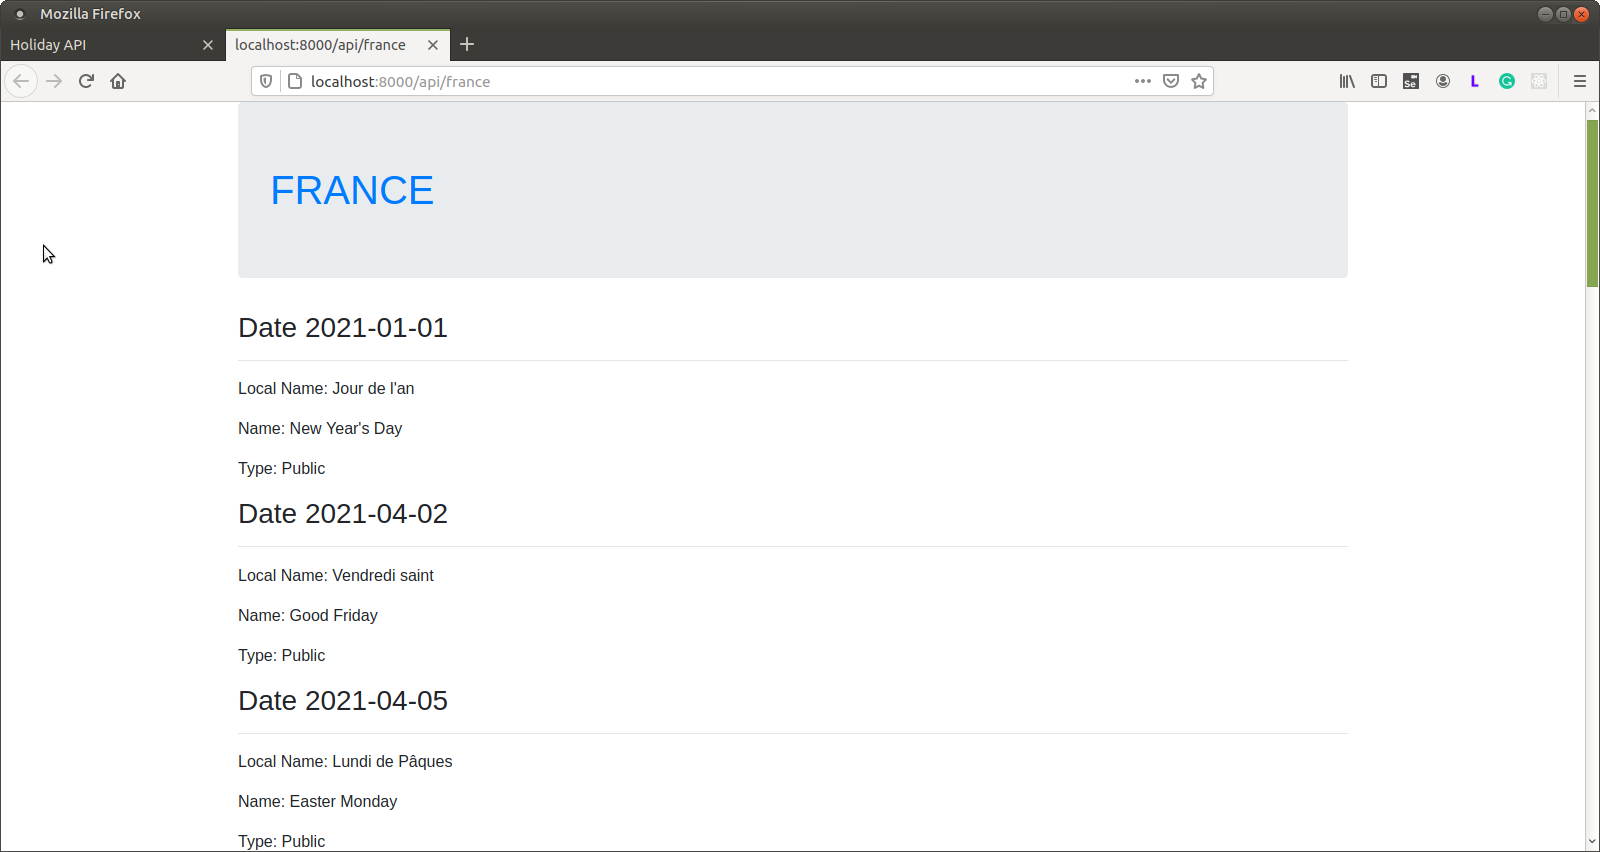 Mozilla Firefox
Holiday API
localhost:8000/api/france
localhost:8000/api/france
Se
L
G
FRANCE
Date 2021-01-01
Local Name: Jour de l'an
Name: New Year's Day
Type: Public
Date 2021-04-02
Local Name: Vendredi saint
Name: Good Friday
Type: Public
Date 2021-04-05
Local Name: Lundi de Pâques
Name: Easter Monday
Type: Public